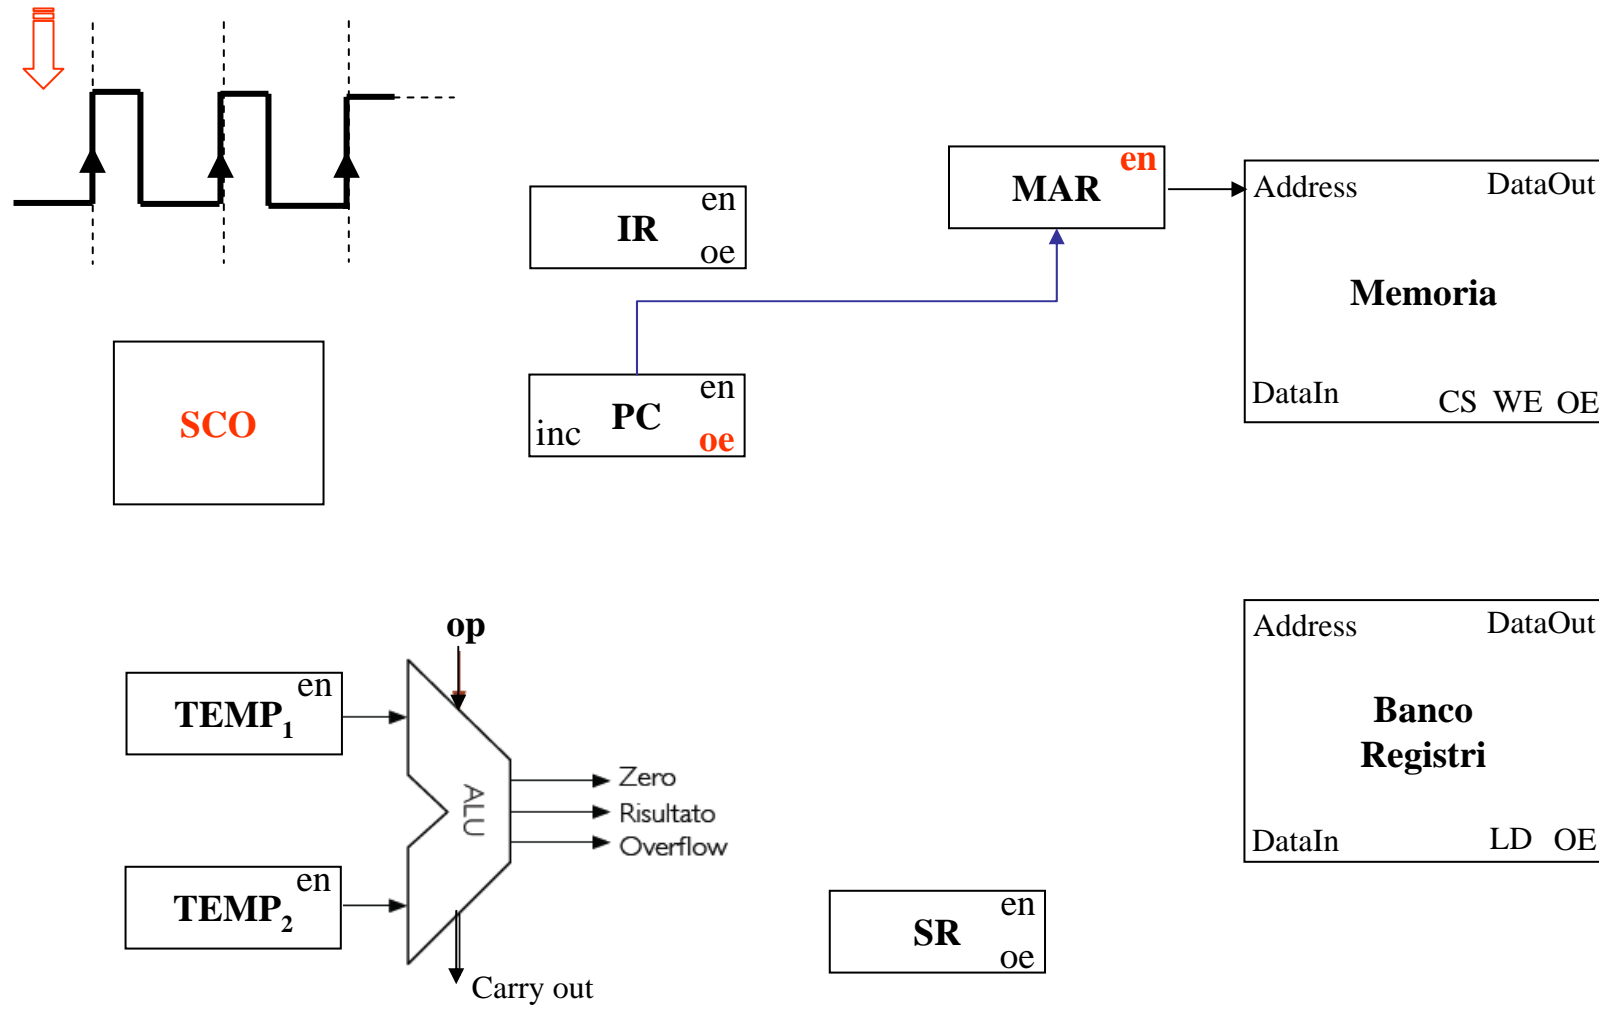 en
MAR
Address DataOut
en
IR
oe
Memoria
en
inc PC
oe
DataIn CS WE OE
SCO
op
Address DataOut
en
TEMP1
Banco
Registri
Zero
ALU
Risultato
Overflow
DataIn LD OE
en
TEMP2
en
SR
oe
Carry out